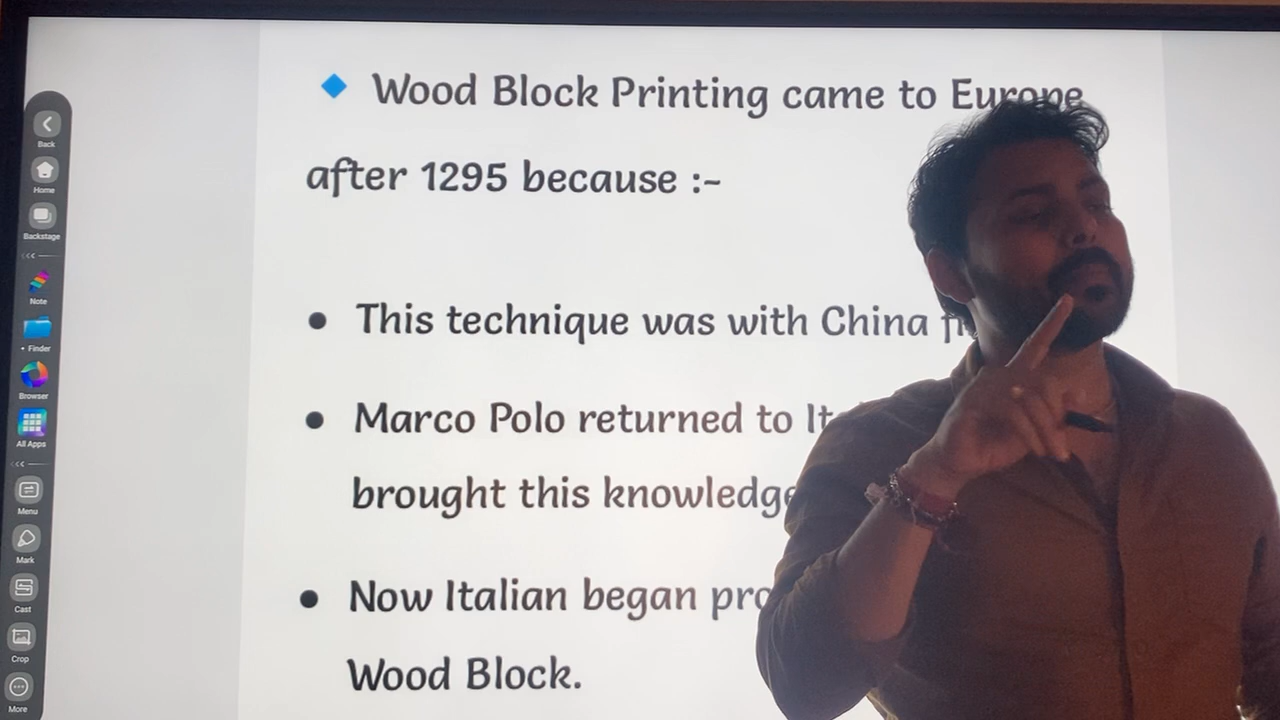 Wood Block Printing came to Europe
after 1295 because :-
• This technique was with China
• Marco Polo returned to
brought this knowledge
• Now Italian began
Wood Block.
Back
Home
Backstage
Note
• Finder
Browser
All Apps
Menu
Mark
Cast
Crop
More